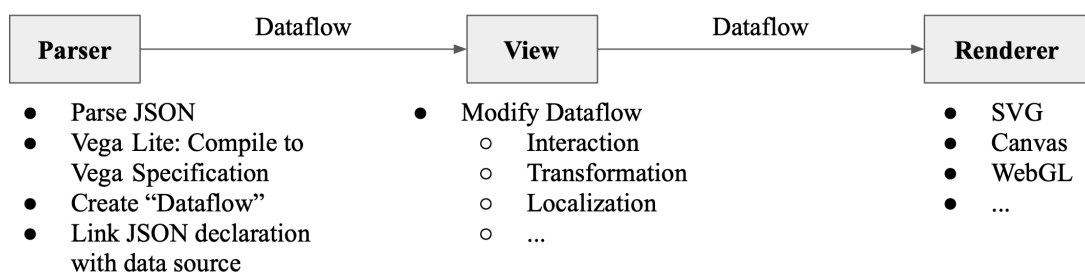 Parser
Dataflow
View
Dataflow
Renderer
● Parse JSON
● Vega Lite: Compile to
Vega Specification
● Create “Dataflow”
● Link JSON declaration
with data source
● Modify Dataflow
○ Interaction
○ Transformation
○ Localization
○ ...
● SVG
● Canvas
● WebGL
● ...